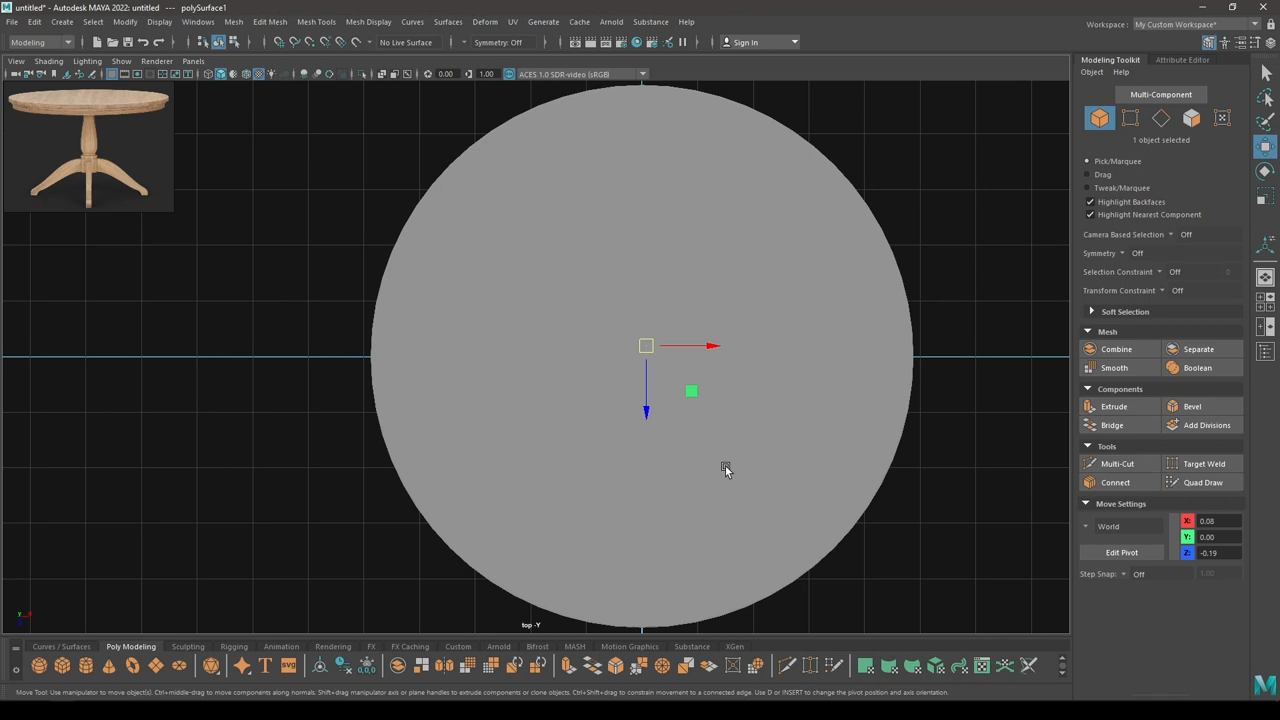 untitled* - Autodesk MAYA 2022: untitled   ---   polySurface1
File Edit Create Select Modify Display Windows Mesh Edit Mesh Mesh Tools Mesh Display Curves Surfaces Deform UV Generate Cache Arnold Substance Help
Workspace : My Custom Workspace*
Modeling No Live Surface Symmetry: Off Sign In
View Shading Lighting Show Renderer Panels
0.00 1.00 ACES 1.0 SDR-video (sRGB)
Modeling Toolkit Attribute Editor
Object Help
Multi-Component
1 object selected
Pick/Marquee
Drag
Tweak/Marquee
Highlight Backfaces
Highlight Nearest Component
Camera Based Selection Off
Symmetry Off
Selection Constraint Off 0
Transform Constraint Off
Soft Selection
Mesh
Combine Separate
Smooth Boolean
Components
Extrude Bevel
Bridge Add Divisions
Tools
Multi-Cut Target Weld
Connect Quad Draw
Move Settings
World
X: 0.08
Y: 0.00
Z: -0.19
Edit Pivot
Step Snap: Off 1.00
top -Y
Curves / Surfaces Poly Modeling Sculpting Rigging Animation Rendering FX FX Caching Custom Arnold Bifrost MASH Motion Graphics Substance XGen
T SVG
0,0,0
Move Tool: Use manipulator to move object(s). Ctrl+middle-drag to move components along normals. Shift+drag manipulator axis or plane handles to extrude components or clone objects. Ctrl+Shift+drag to constrain movement to a connected edge. Use D or INSERT to change the pivot position and axis orientation.